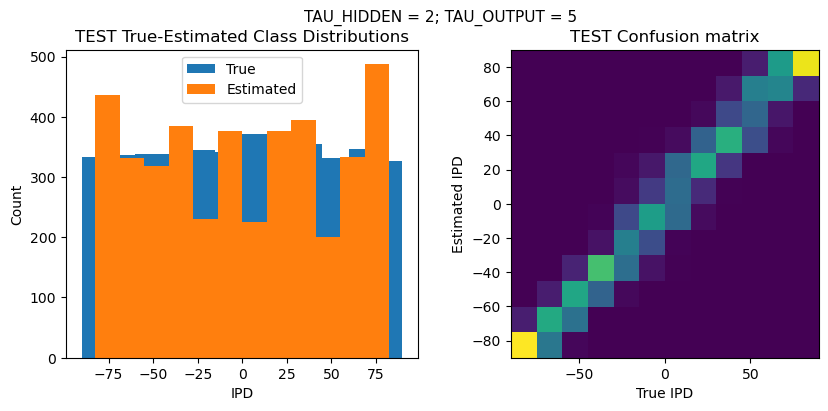 TAU_HIDDEN = 2; TAU_OUTPUT = 5
TEST True-Estimated Class Distributions
500
400
300
200
100
0
Count
True
Estimated
−75
−50
−25
0
25
50
75
IPD
TEST Confusion matrix
80
60
40
20
0
−20
−40
−60
−80
Estimated IPD
−50
0
50
True IPD